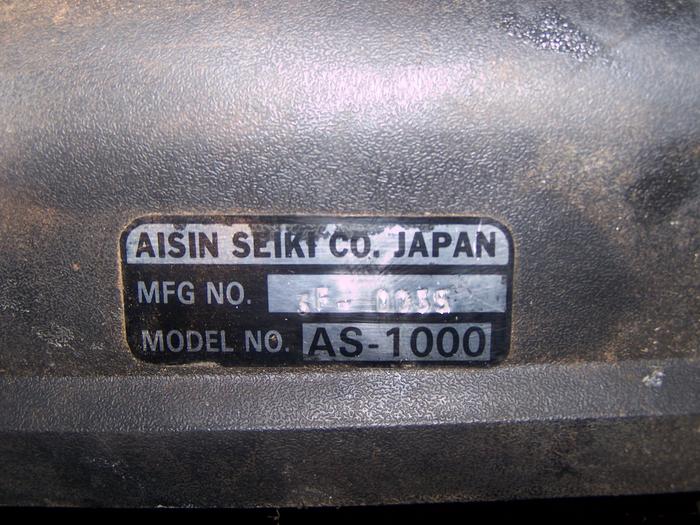 AISIN SEIKI CO. JAPAN
MFG NO.
MODEL NO. AS-1000